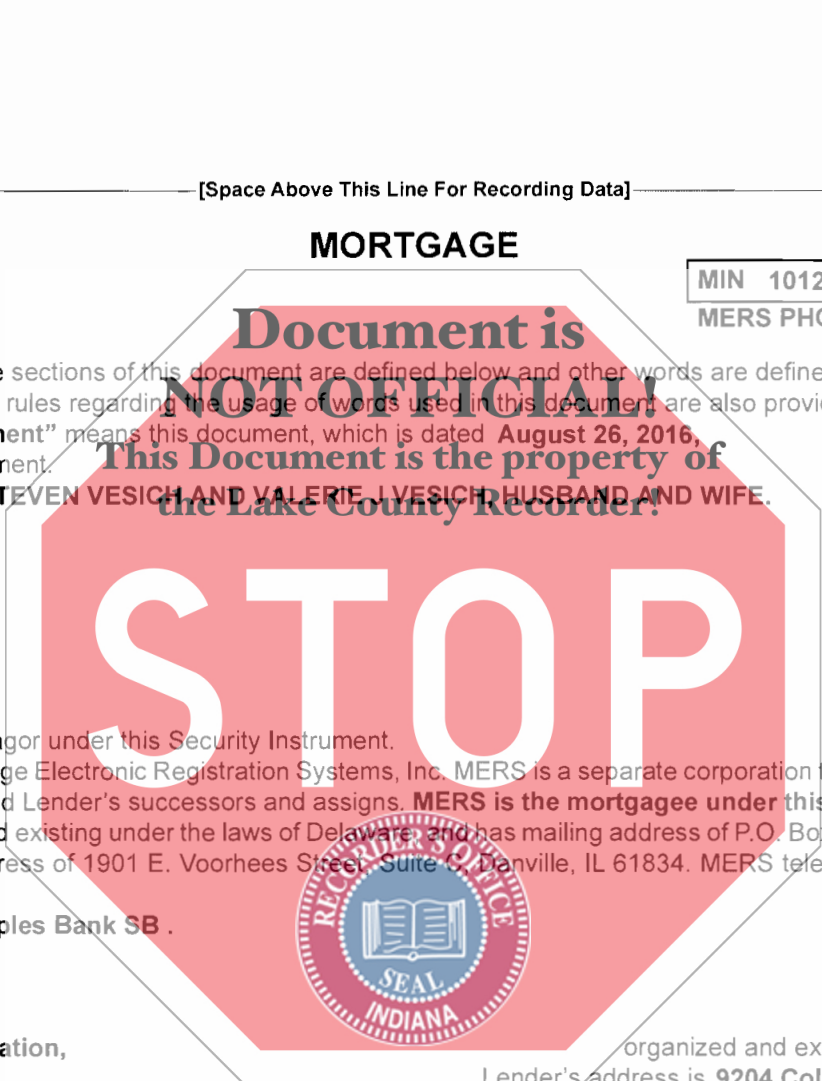 [Space Above This Line For Recording Data]
MORTGAGE
MIN 1012
MERS PHO
Document is
e sections of this document are defined below and other words are define
NOT OFFICIAL!
rules regarding the usage of words used in this document are also provi
ent” means this document, which is dated August 26, 2016,
This Document is the property of
ment.
TEVEN VESICH AND VALERIE J VESICH, HUSBAND AND WIFE.
the Lake County Recorder!
STOP
gor under this Security Instrument.
ge Electronic Registration Systems, Inc. MERS is a separate corporation
d Lender's successors and assigns. MERS is the mortgagee under this
d existing under the laws of Delaware, and has mailing address of P.O. Bo
ress of 1901 E. Voorhees Street, Suite C, Danville, IL 61834. MERS tele
RECORDER'S OFFICE
ples Bank SB .
SEAL
INDIANA
ation,
organized and ex
Lender's address is 9204 Col